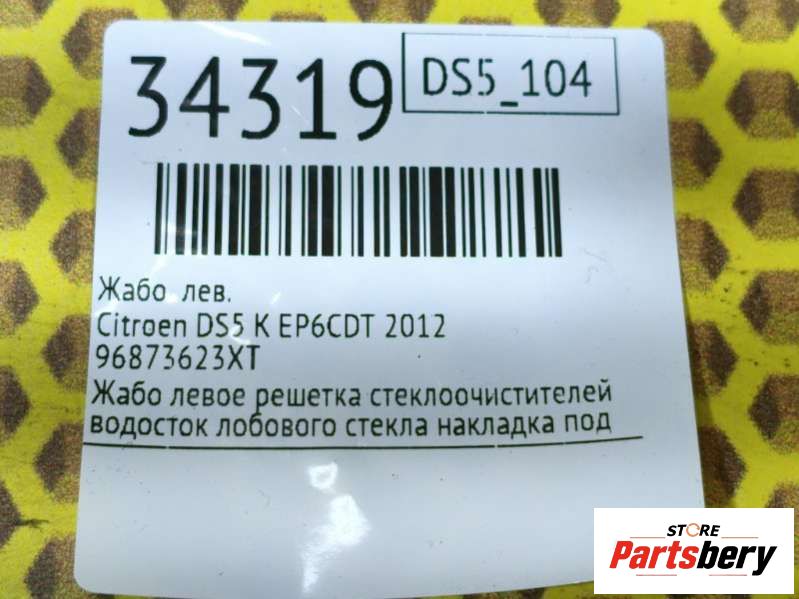 34319
DS5_104
Жабо лев.
Citroen DS5 K EP6CDT 2012
96873623XT
Жабо левое решетка стеклоочистителей
водосток лобового стекла накладка под
STORE
Partsbery